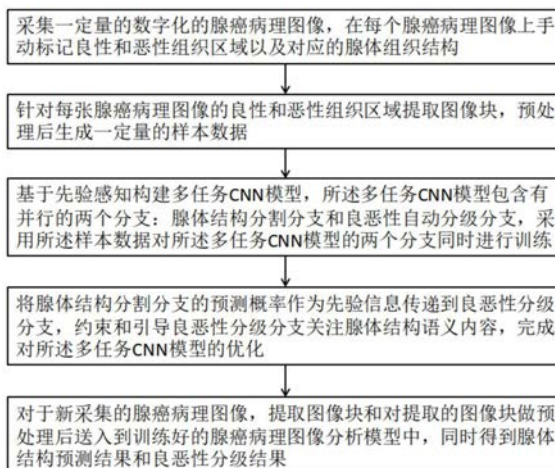 采集一定量的数字化的腺癌病理图像，在每个腺癌病理图像上手
动标记良性和恶性组织区域以及对应的腺体组织结构
针对每张腺癌病理图像的良性和恶性组织区域提取图像块，预处
理后生成一定量的样本数据
基于先验感知构建多任务CNN模型，所述多任务CNN模型包含有
并行的两个分支：腺体结构分割分支和良恶性自动分级分支，采
用所述样本数据对所述多任务CNN模型的两个分支同时进行训练
将腺体结构分割分支的预测概率作为先验信息传递到良恶性分级
分支，约束和引导良恶性分级分支关注腺体结构语义内容，完成
对所述多任务CNN模型的优化
对于新采集的腺癌病理图像，提取图像块和对提取的图像块做预
处理后送入到训练好的腺癌病理图像分析模型中，同时得到腺体
结构预测结果和良恶性分级结果